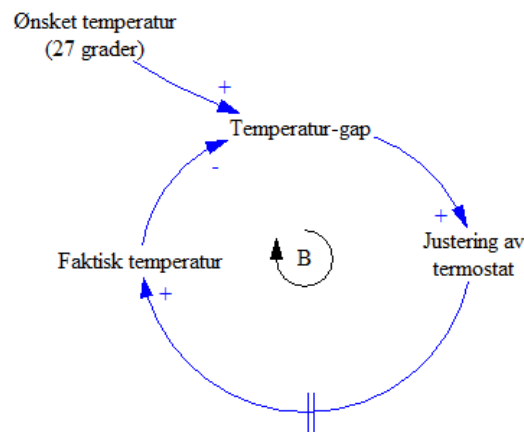 Ønsket temperatur
(27 grader)
+
Temperatur-gap
-
+
Justering av
termostat
B
Faktisk temperatur
+